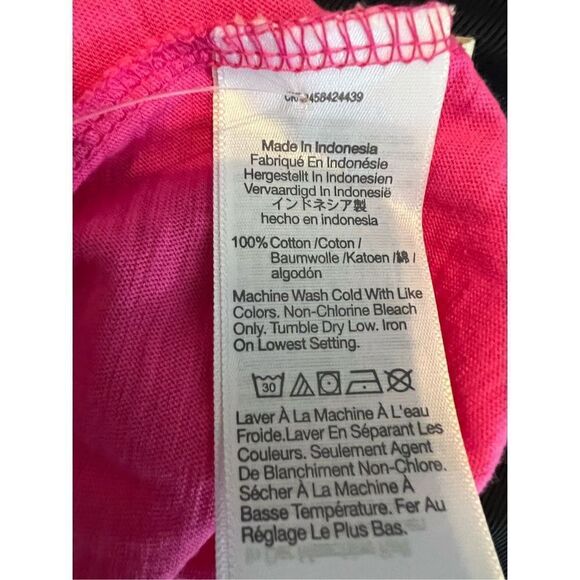 Made In Indonesia
Fabriqué En Indonésie
Hergestellt In Indonesien
Vervaardigd In Indonesië
インドネシア製
hecho en indonesia
100% Cotton /Coton /
Baumwolle /Katoen /綿 /
algodón
Machine Wash Cold With Like
Colors. Non-Chlorine Bleach
Only. Tumble Dry Low. Iron
On Lowest Setting.
30
Laver À La Machine À L'eau
Froide.Laver En Séparant Les
Couleurs. Seulement Agent
De Blanchiment Non-Chlore.
Sécher À La Machine À
Basse Température. Fer Au
Réglage Le Plus Bas.